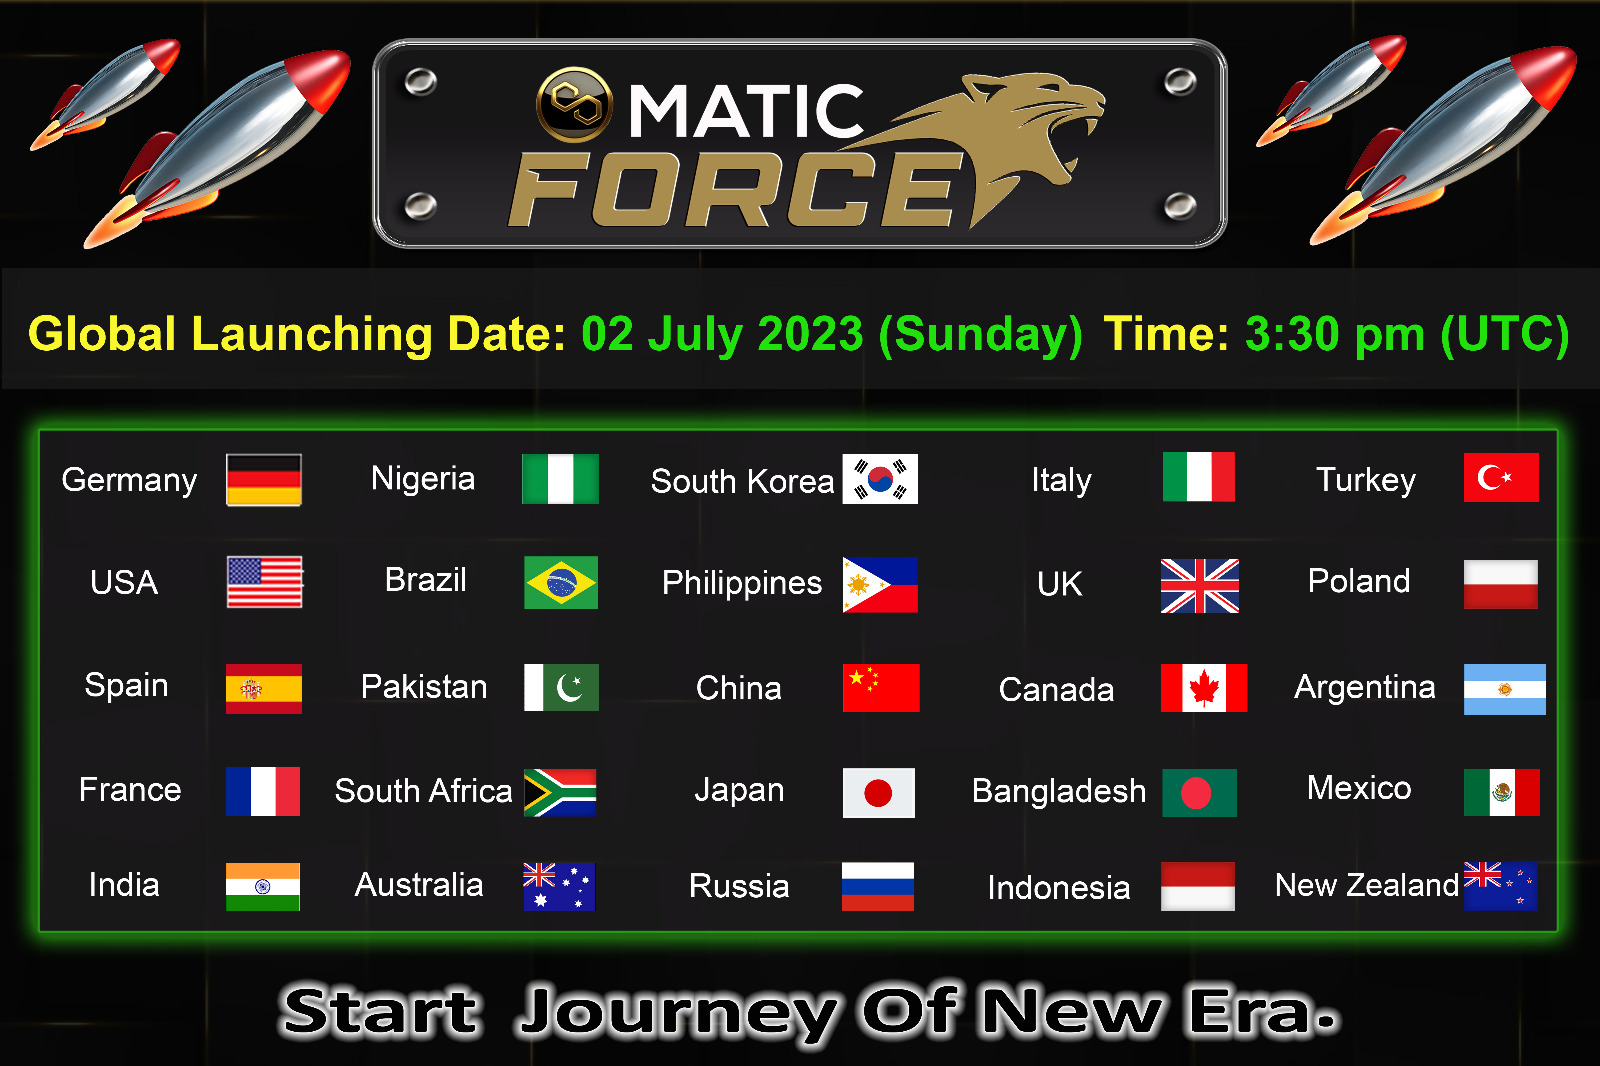 MATIC
FORCE
Global Launching Date: 02 July 2023 (Sunday) Time: 3:30 pm (UTC)
Germany Nigeria South Korea Italy Turkey
USA Brazil Philippines UK Poland
Spain Pakistan China Canada Argentina
France South Africa Japan Bangladesh Mexico
India Australia Russia Indonesia New Zealand
Start Journey Of New Era.